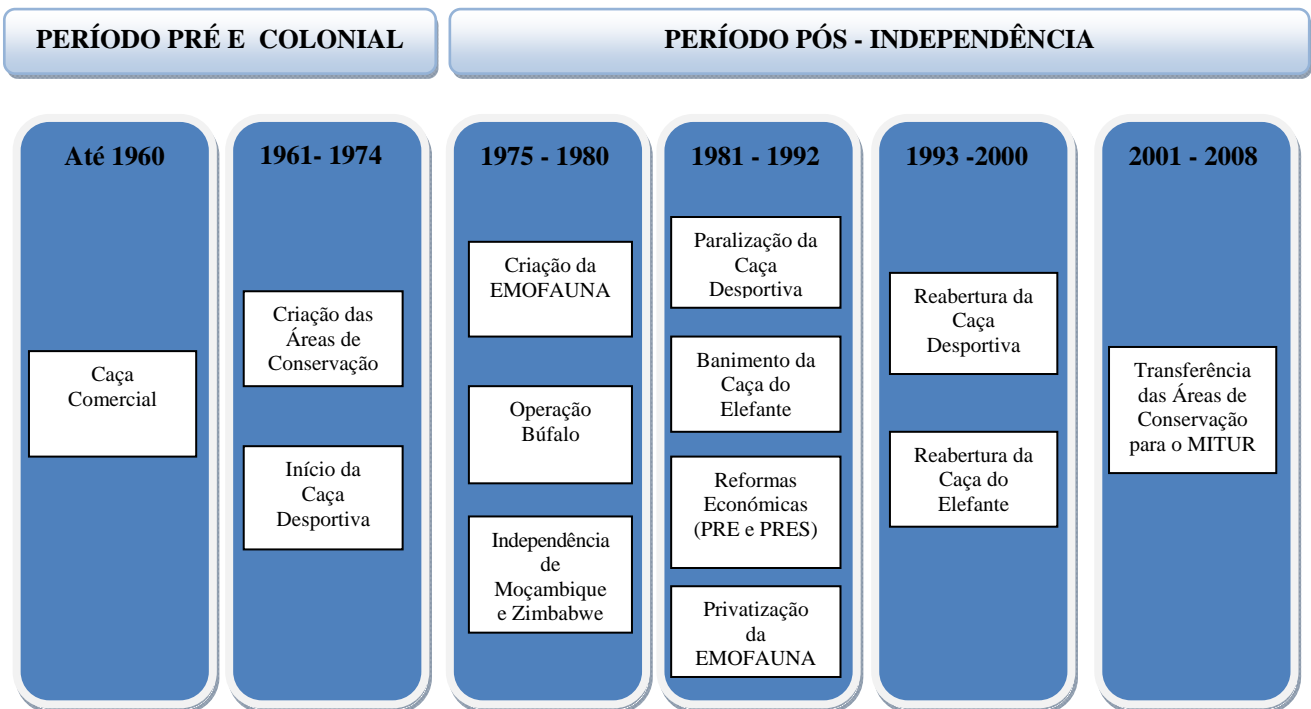 PERÍODO PRÉ E COLONIAL
PERÍODO PÓS - INDEPENDÊNCIA
Até 1960
Caça
Comercial
1961- 1974
Criação das
Áreas de
Conservação
Início da
Caça
Desportiva
1975 - 1980
Criação da
EMOFAUNA
Operação
Búfalo
Independência
de
Moçambique
e Zimbabwe
1981 - 1992
Paralização da
Caça
Desportiva
Banimento da
Caça do
Elefante
Reformas
Económicas
(PRE e PRES)
Privatização
da
EMOFAUNA
1993 -2000
Reabertura da
Caça
Desportiva
Reabertura da
Caça do
Elefante
2001 - 2008
Transferência
das Áreas de
Conservação
para o MITUR